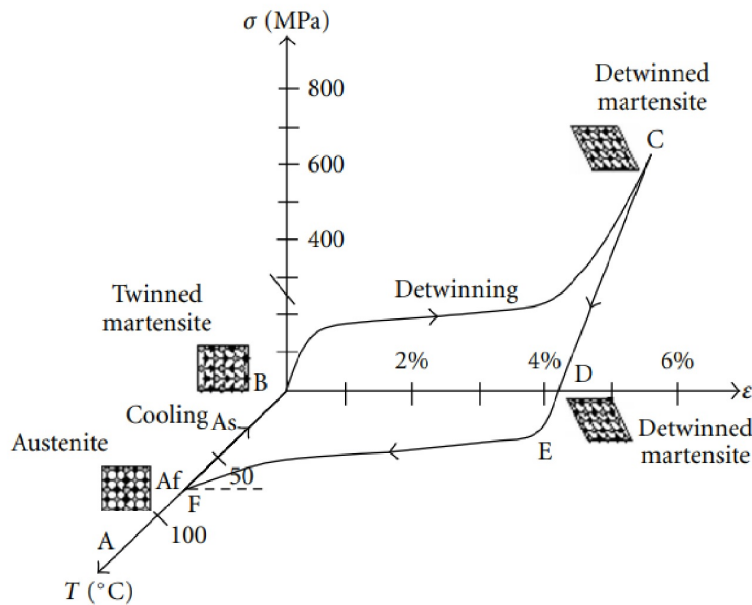 σ (MPa)
800
600
400
Detwinned
martensite
C
Twinned
martensite
Detwinning
B
2%
4%
6%
D
ε
Cooling
As
Austenite
Detwinned
martensite
E
Af
50
F
A
100
T (°C)